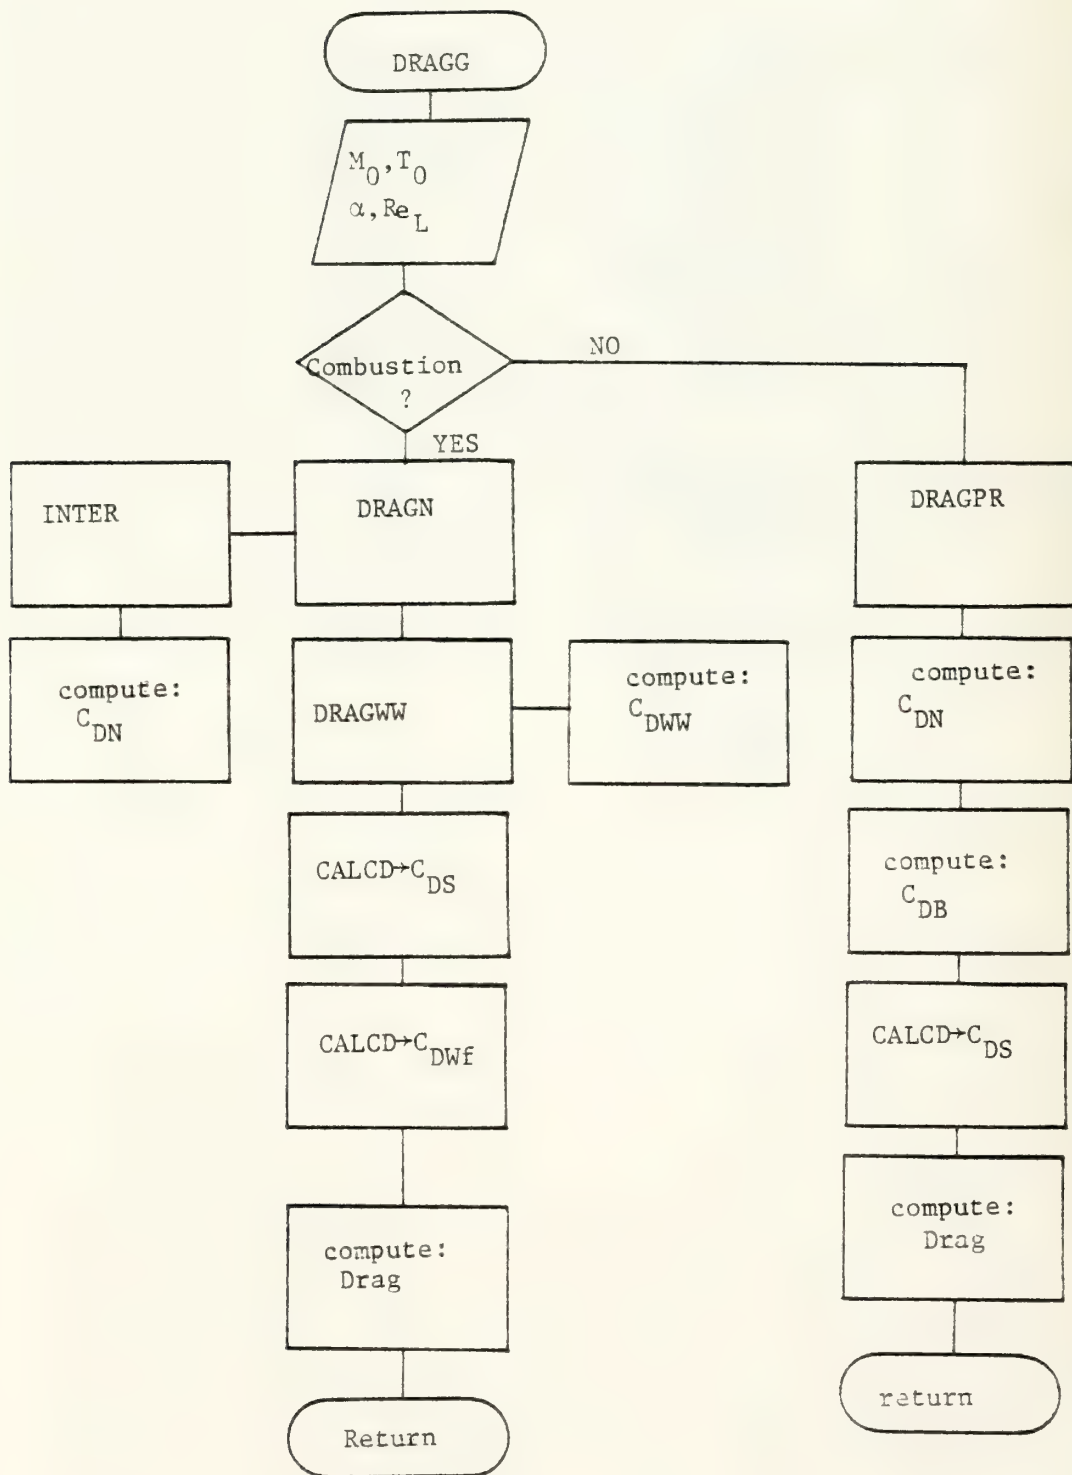 DRAGG
M0,T0
α,ReL
Combustion
?
NO
YES
INTER
DRAGN
DRAGPR
compute:
CDN
DRAGWW
compute:
CDWW
compute:
CDN
CALCD→CDS
compute:
CDB
CALCD→CDWf
CALCD→CDS
compute:
Drag
compute:
Drag
Return
return